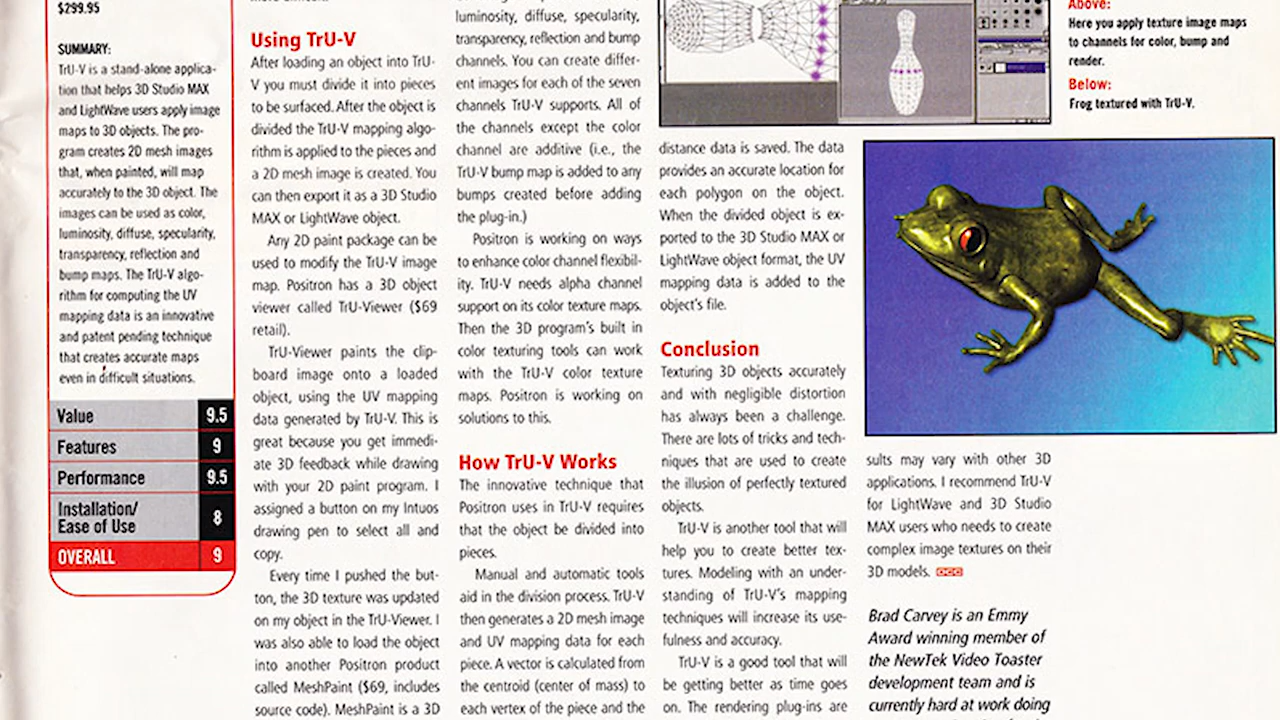 $299.95
SUMMARY:
TrU-V is a stand-alone applica-
tion that helps 3D Studio MAX
and LightWave users apply image
maps to 3D objects. The pro-
gram creates 2D mesh images
that, when painted, will map
accurately to the 3D object. The
images can be used as color,
luminosity, diffuse, specularity,
transparency, reflection and
bump maps. The TrU-V algo-
rithm for computing the UV
mapping data is an innovative
and patent pending technique
that creates accurate maps
even in difficult situations.
Value 9.5
Features 9
Performance 9.5
Installation/
Ease of Use 8
OVERALL 9
Using TrU-V
After loading an object into TrU-
V you must divide it into pieces
to be surfaced. After the object is
divided the TrU-V mapping algo-
rithm is applied to the pieces and
a 2D mesh image is created. You
can then export it as a 3D Studio
MAX or LightWave object.
Any 2D paint package can be
used to modify the TrU-V image
map. Positron has a 3D object
viewer called TrU-Viewer ($69
retail).
TrU-Viewer paints the clip-
board image onto a loaded
object, using the UV mapping
data generated by TrU-V. This is
great because you get immedi-
ate 3D feedback while drawing
with your 2D paint program. I
assigned a button on my Intuos
drawing pen to select all and
copy.
Every time I pushed the but-
ton, the 3D texture was updated
on my object in the TrU-Viewer. I
was also able to load the object
into another Positron product
called MeshPaint ($69, includes
source code). MeshPaint is a 3D
luminosity, diffuse, specularity,
transparency, reflection and bump
channels. You can create differ-
ent images for each of the seven
channels TrU-V supports. All of
the channels except the color
channel are additive (i.e., the
TrU-V bump map is added to any
bumps created before adding
the plug-in.)
Positron is working on ways
to enhance color channel flexibil-
ity. TrU-V needs alpha channel
support on its color texture maps.
Then the 3D program's built in
color texturing tools can work
with the TrU-V color texture
maps. Positron is working on
solutions to this.
How TrU-V Works
The innovative technique that
Positron uses in TrU-V requires
that the object be divided into
pieces.
Manual and automatic tools
aid in the division process. TrU-V
then generates a 2D mesh image
and UV mapping data for each
piece. A vector is calculated from
the centroid (center of mass) to
each vertex of the piece and the
distance data is saved. The data
provides an accurate location for
each polygon on the object.
When the divided object is ex-
ported to the 3D Studio MAX or
LightWave object format, the UV
mapping data is added to the
object's file.
Conclusion
Texturing 3D objects accurately
and with negligible distortion
has always been a challenge.
There are lots of tricks and tech-
niques that are used to create
the illusion of perfectly textured
objects.
TrU-V is another tool that will
help you to create better tex-
tures. Modeling with an under-
standing of TrU-V's mapping
techniques will increase its use-
fulness and accuracy.
TrU-V is a good tool that will
be getting better as time goes
on. The rendering plug-ins are
Above:
Here you apply texture image maps
to channels for color, bump and
render.
Below:
Frog textured with TrU-V.
sults may vary with other 3D
applications. I recommend TrU-V
for LightWave and 3D Studio
MAX users who needs to create
complex image textures on their
3D models.
Brad Carvey is an Emmy
Award winning member of
the NewTek Video Toaster
development team and is
currently hard at work doing